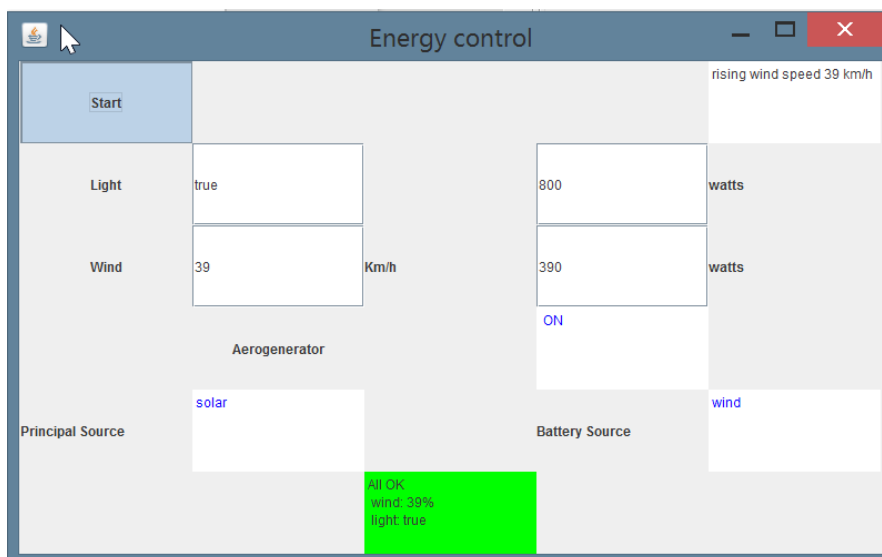 Energy control
Start
rising wind speed 39 km/h
Light
true
800
watts
Wind
39
Km/h
390
watts
Aerogenerator
ON
Principal Source
solar
Battery Source
wind
All OK
wind: 39%
light: true